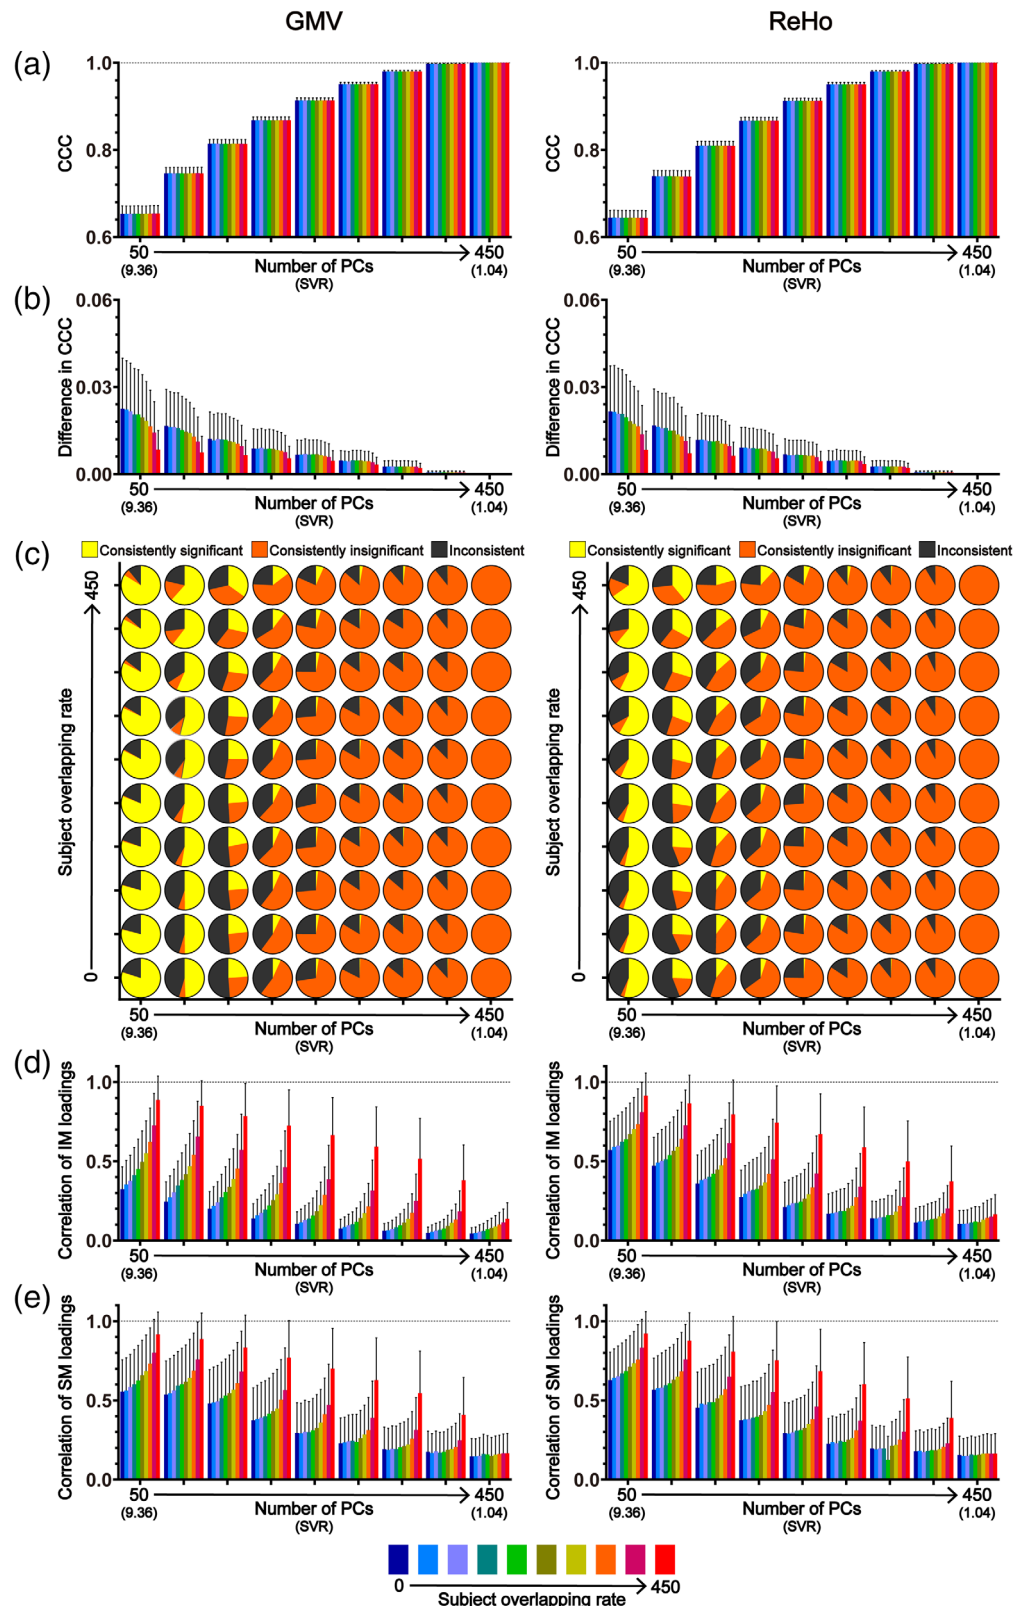 GMV ReHo
(a)
CCC CCC
1.0 1.0
0.8 0.8
0.6 0.6
50 450 50 450
(9.36) Number of PCs (1.04) (9.36) Number of PCs (1.04)
(SVR) (SVR)
(b)
Difference in CCC Difference in CCC
0.06 0.06
0.03 0.03
0.00 0.00
50 450 50 450
(9.36) Number of PCs (1.04) (9.36) Number of PCs (1.04)
(SVR) (SVR)
(c)
Consistently significant Consistently insignificant Inconsistent Consistently significant Consistently insignificant Inconsistent
Subject overlapping rate Subject overlapping rate
450 450
0 0
50 450 50 450
(9.36) Number of PCs (1.04) (9.36) Number of PCs (1.04)
(SVR) (SVR)
(d)
Correlation of IM loadings Correlation of IM loadings
1.0 1.0
0.5 0.5
0.0 0.0
50 450 50 450
(9.36) Number of PCs (1.04) (9.36) Number of PCs (1.04)
(SVR) (SVR)
(e)
Correlation of SM loadings Correlation of SM loadings
1.0 1.0
0.5 0.5
0.0 0.0
50 450 50 450
(9.36) Number of PCs (1.04) (9.36) Number of PCs (1.04)
(SVR) (SVR)
0 450
Subject overlapping rate